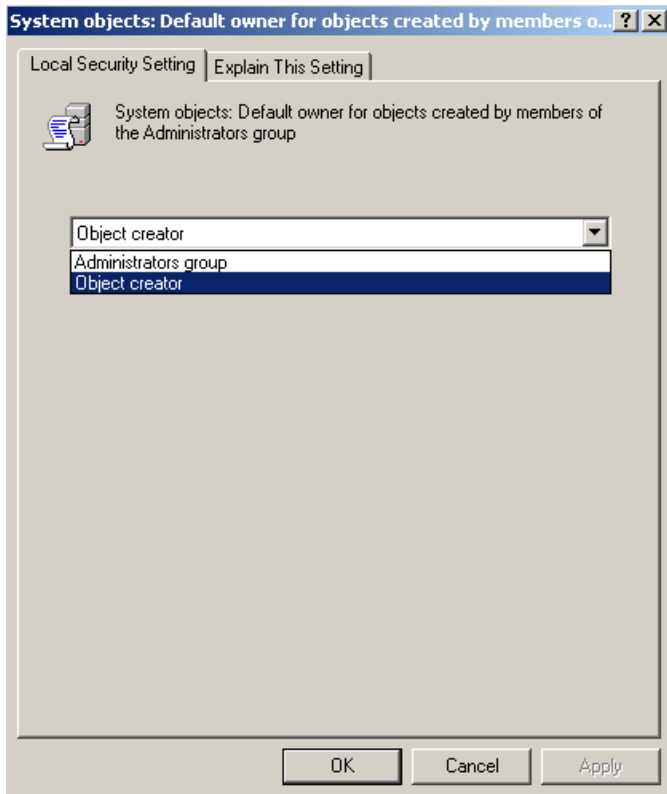 System objects: Default owner for objects created by members o...
Local Security Setting
Explain This Setting
System objects: Default owner for objects created by members of
the Administrators group
Object creator
Administrators group
Object creator
OK
Cancel
Apply